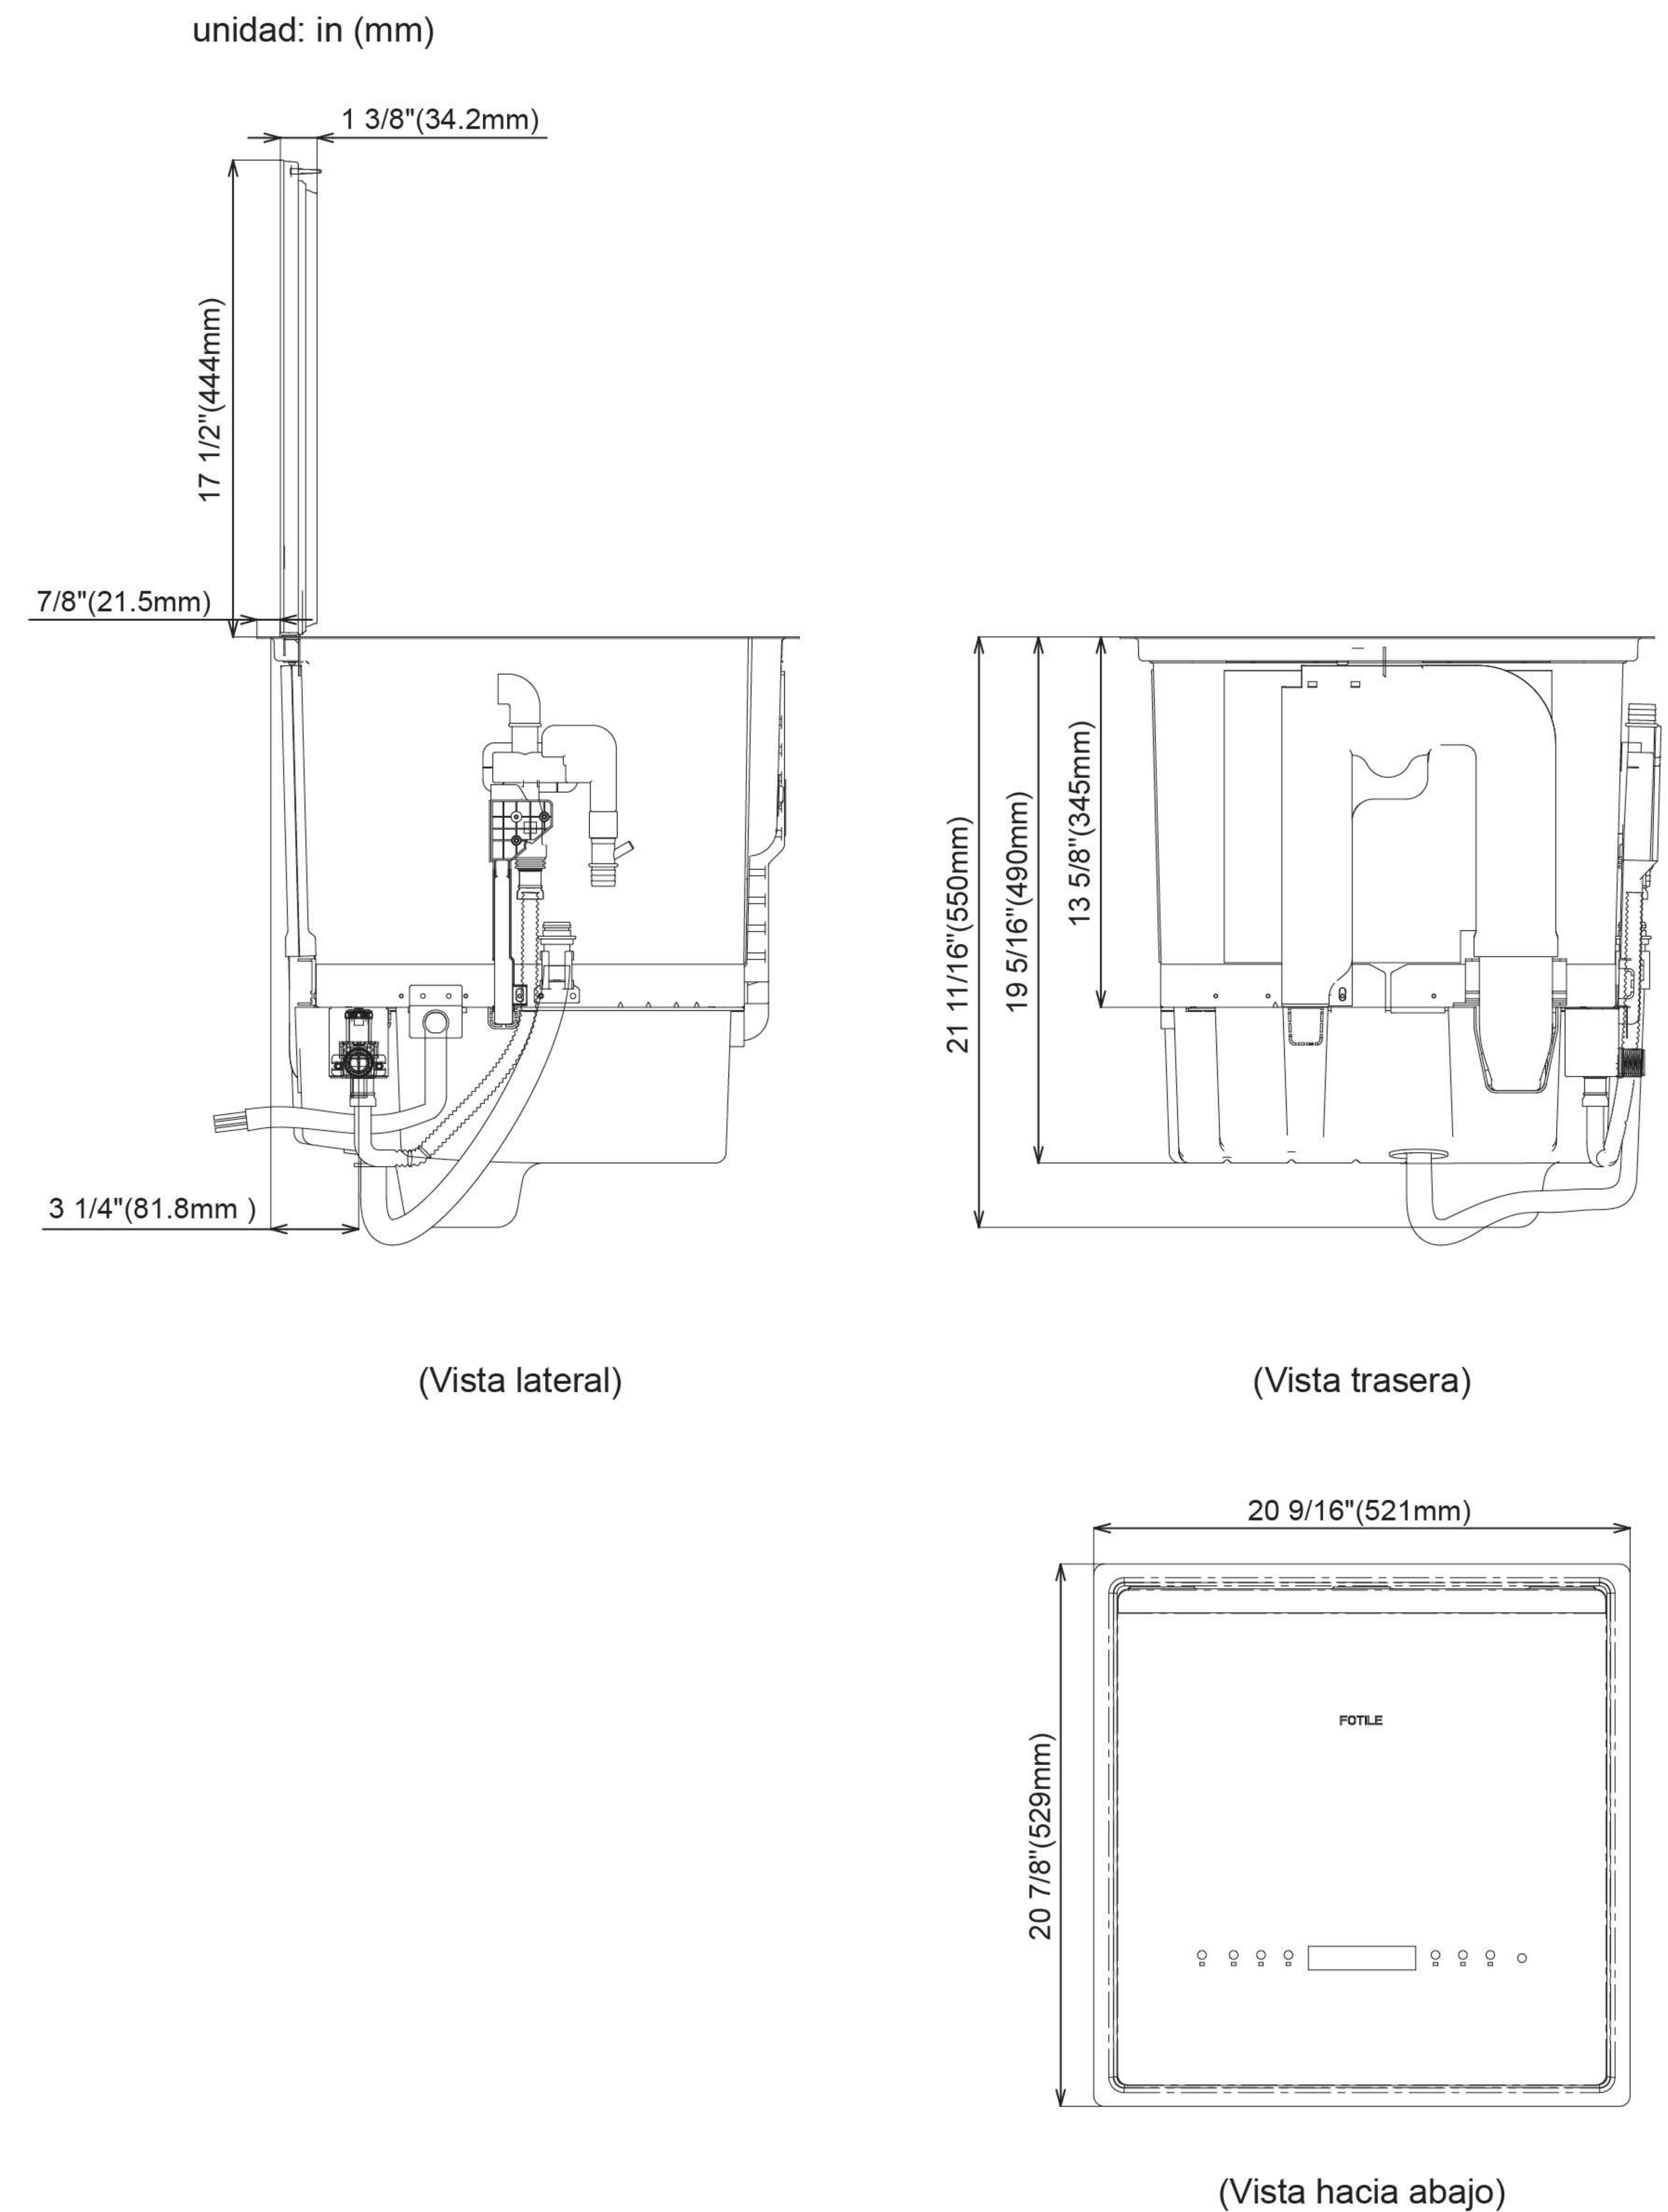 unidad: in (mm)
1 3/8"(34.2mm)
17 1/2"(444mm)
7/8"(21.5mm)
3 1/4"(81.8mm )
21 11/16"(550mm)
19 5/16"(490mm)
13 5/8"(345mm)
(Vista lateral)
(Vista trasera)
20 9/16"(521mm)
20 7/8"(529mm)
FOTILE
(Vista hacia abajo)